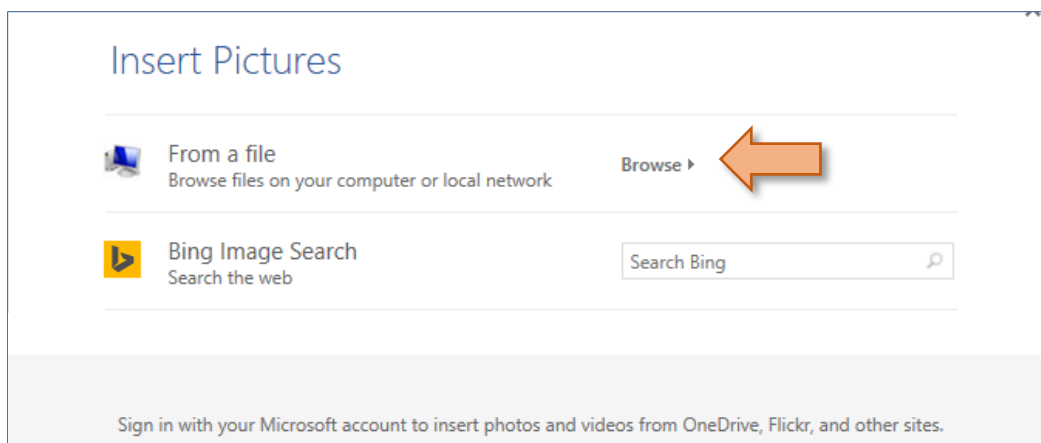 Insert Pictures
From a file
Browse files on your computer or local network
Browse
Bing Image Search
Search the web
Search Bing
Sign in with your Microsoft account to insert photos and videos from OneDrive, Flickr, and other sites.